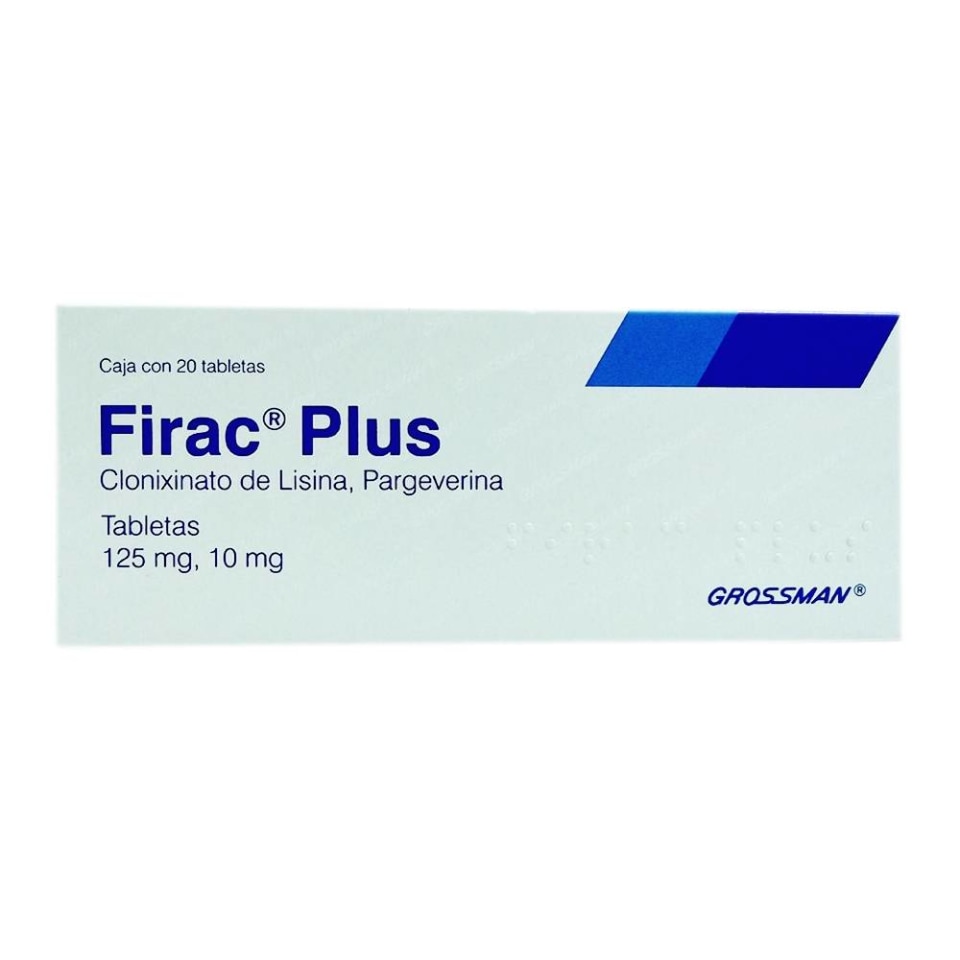 Caja con 20 tabletas
Firac® Plus
Clonixinato de Lisina, Pargeverina
Tabletas
125 mg, 10 mg
GROSSMAN®